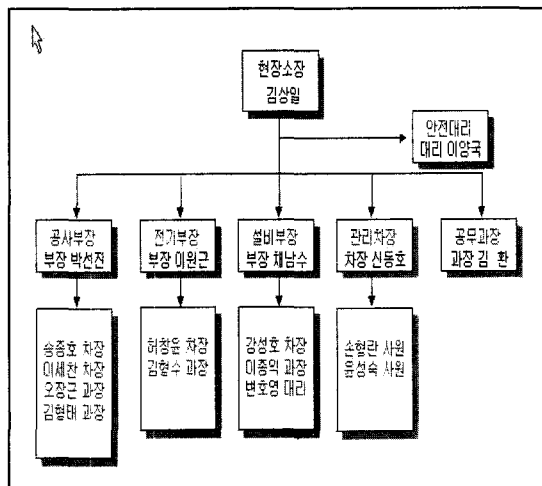 현장소장
김상일
안전대리
대리 이양국
공사부장
부장 박선진
전기부장
부장 이원근
설비부장
부장 채남수
관리차장
차장 신동호
공무과장
과장 김 환
송종호 차장
이세찬 차장
오장근 과장
김형태 과장
허창윤 차장
김형수 과장
강성호 차장
이종익 과장
변호영 대리
손형란 사원
윤성숙 사원